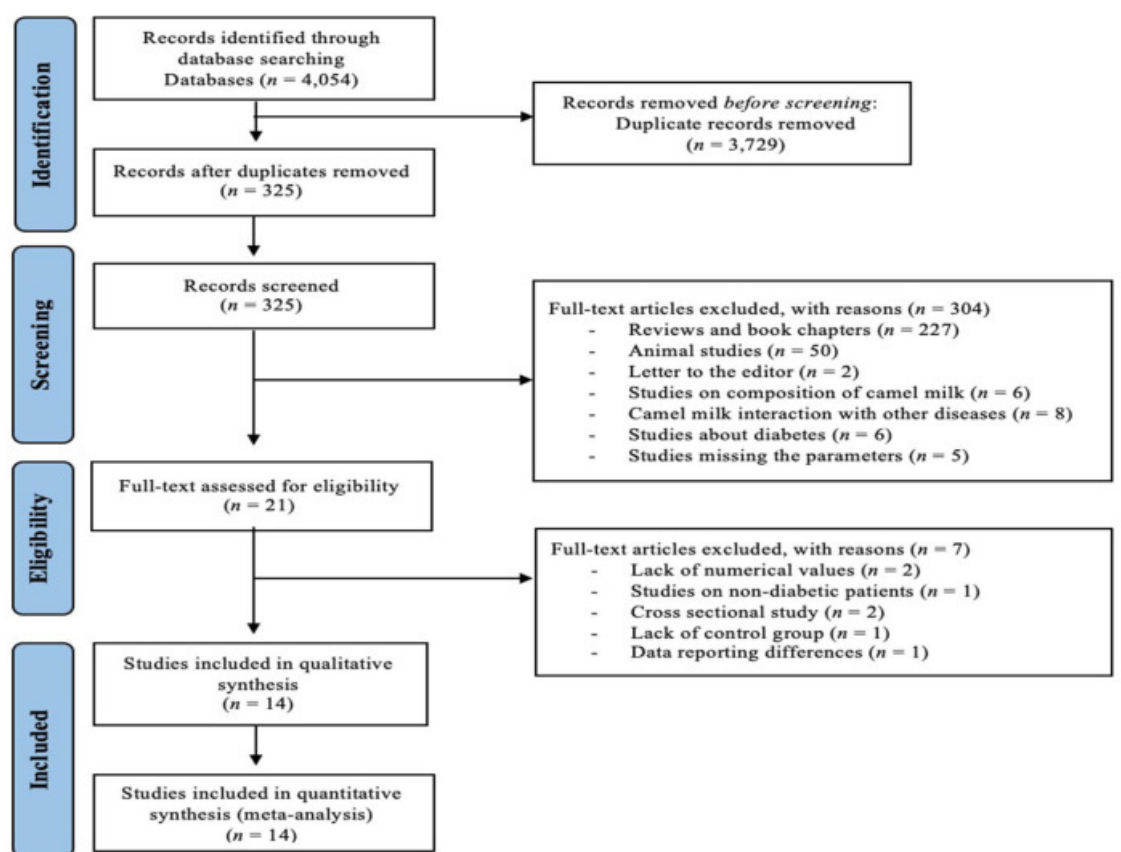 Identification
Records identified through
database searching
Databases (n = 4,054)
Records removed before screening:
Duplicate records removed
(n = 3,729)
Records after duplicates removed
(n = 325)
Screening
Records screened
(n = 325)
Full-text articles excluded, with reasons (n = 304)
- Reviews and book chapters (n = 227)
- Animal studies (n = 50)
- Letter to the editor (n = 2)
- Studies on composition of camel milk (n = 6)
- Camel milk interaction with other diseases (n = 8)
- Studies about diabetes (n = 6)
- Studies missing the parameters (n = 5)
Eligibility
Full-text assessed for eligibility
(n = 21)
Full-text articles excluded, with reasons (n = 7)
- Lack of numerical values (n = 2)
- Studies on non-diabetic patients (n = 1)
- Cross sectional study (n = 2)
- Lack of control group (n = 1)
- Data reporting differences (n = 1)
Included
Studies included in qualitative
synthesis
(n = 14)
Studies included in quantitative
synthesis (meta-analysis)
(n = 14)